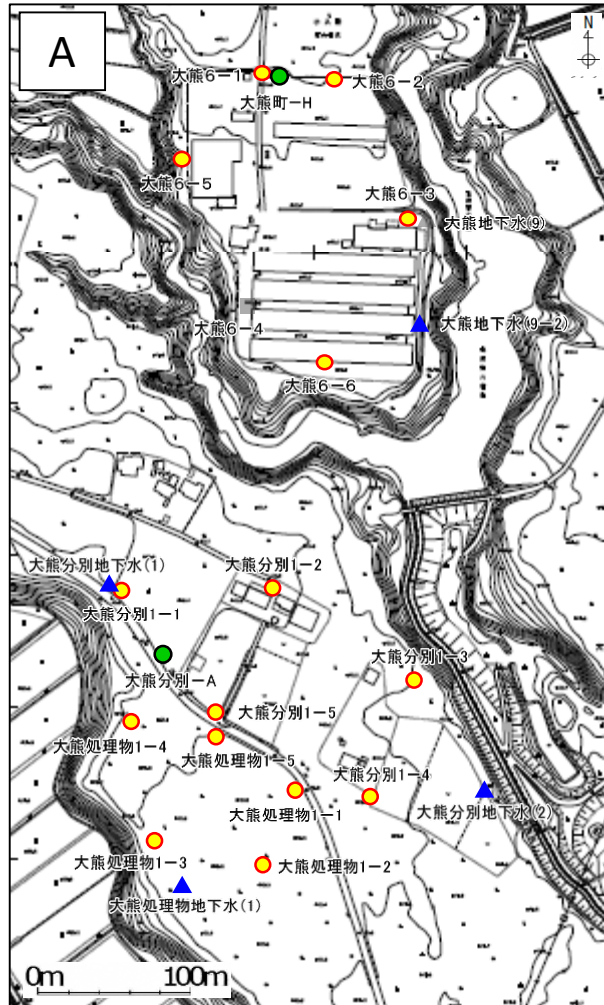 A
N
大熊6-1
大熊6-2
大熊町-H
大熊6-5
大熊6-3
大熊地下水(9)
大熊6-4
大熊地下水(9-2)
大熊6-6
大熊分別地下水(1)
大熊分別1-2
大熊分別1-1
大熊分別-A
大熊分別1-3
大熊分別1-5
大熊処理物1-4
大熊処理物1-5
大熊分別1-4
大熊処理物1-1
大熊分別地下水(2)
大熊処理物1-3
大熊処理物1-2
大熊処理物地下水(1)
0m
100m